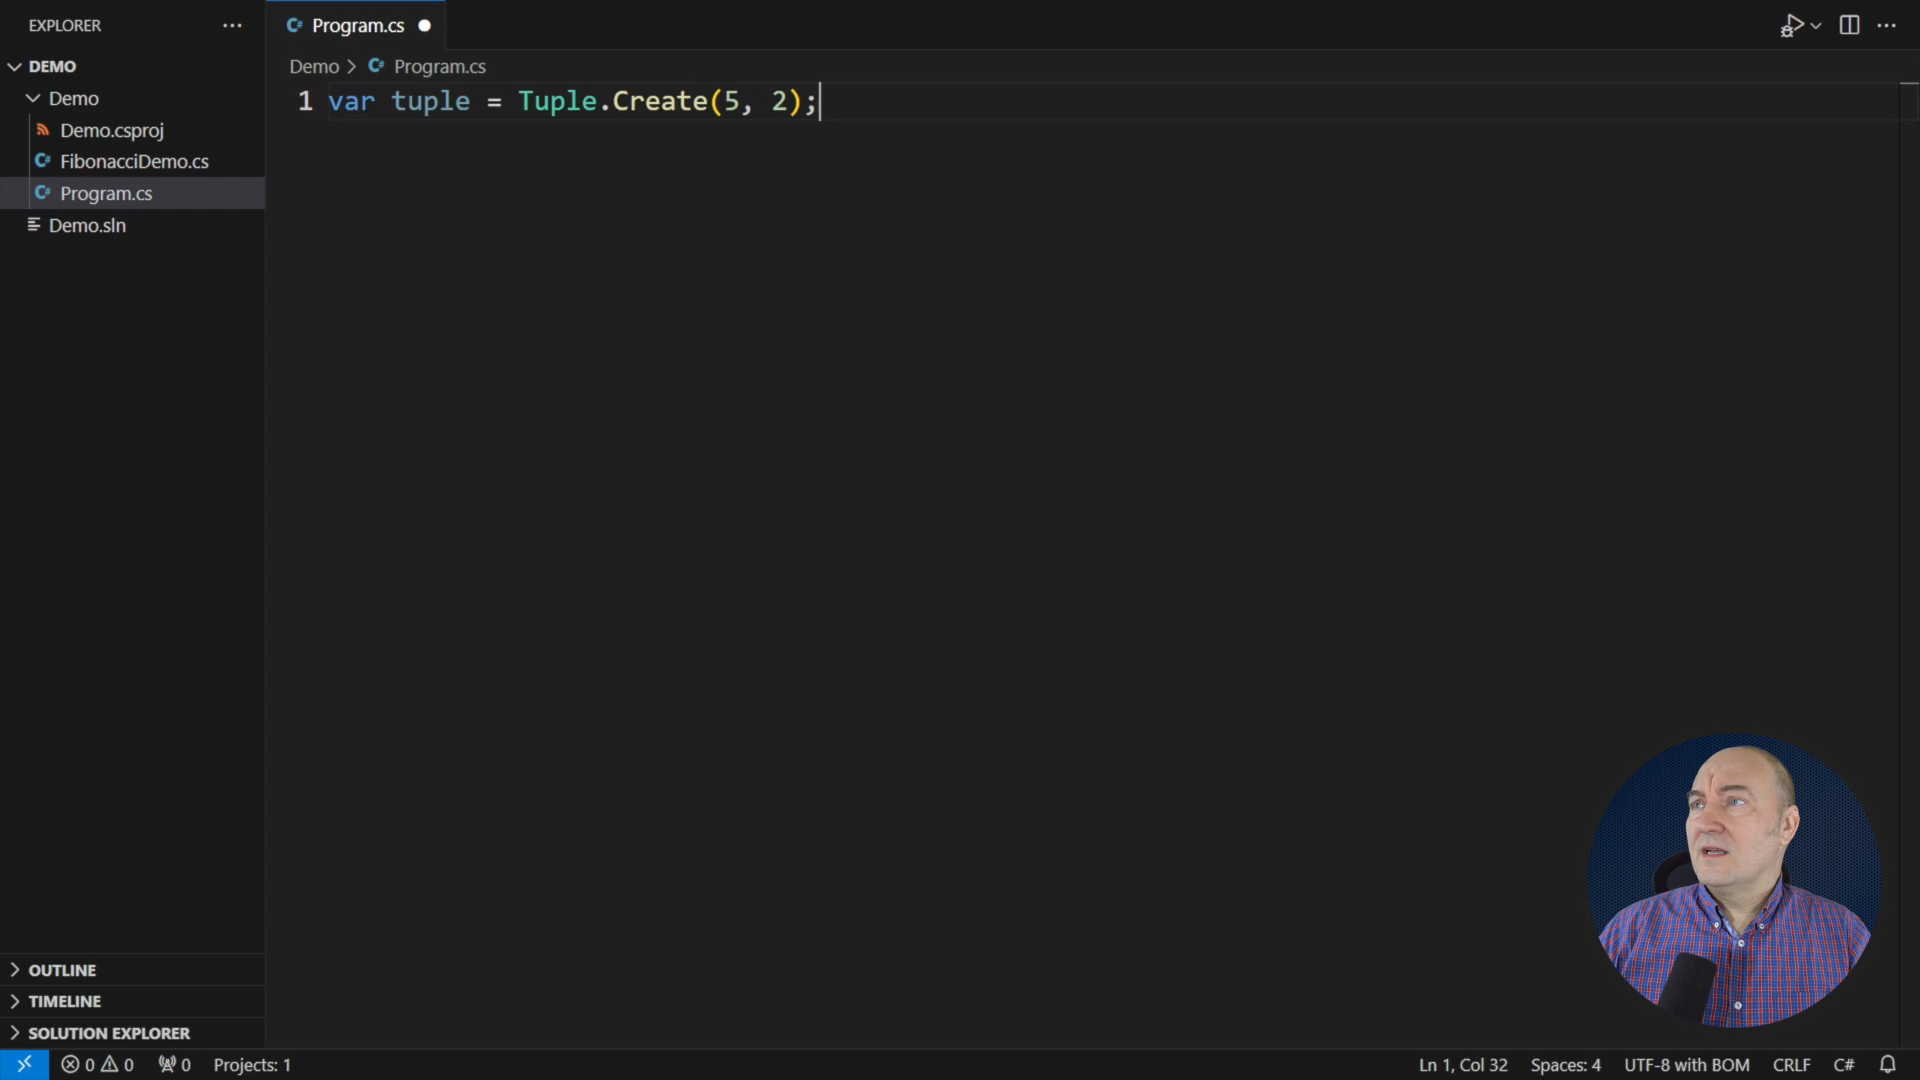 EXPLORER
DEMO
Demo
Demo.csproj
FibonacciDemo.cs
Program.cs
Demo.sln
OUTLINE
TIMELINE
SOLUTION EXPLORER
Program.cs
Demo > Program.cs
1 var tuple = Tuple.Create(5, 2);
0 0 0 Projects: 1
Ln 1, Col 32 Spaces: 4 UTF-8 with BOM CRLF C#